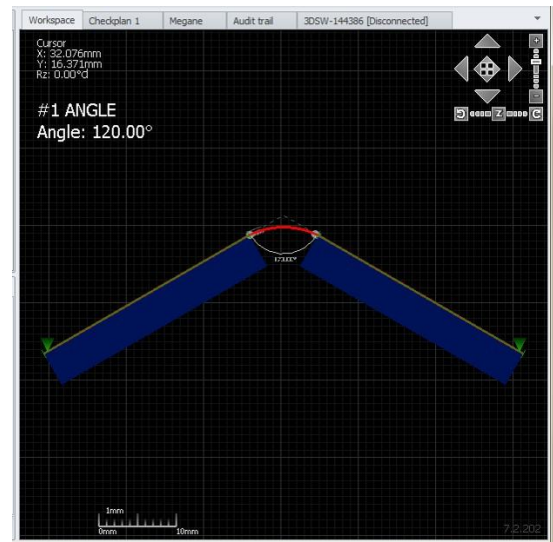 Workspace
Checkplan 1
Megane
Audit trail
3DSW-144386 [Disconnected]
Cursor
X: 32.076mm
Y: 16.371mm
Rz: 0.00°d
#1 ANGLE
Angle: 120.00°
Z
1mm
0mm 10mm
7.2.202